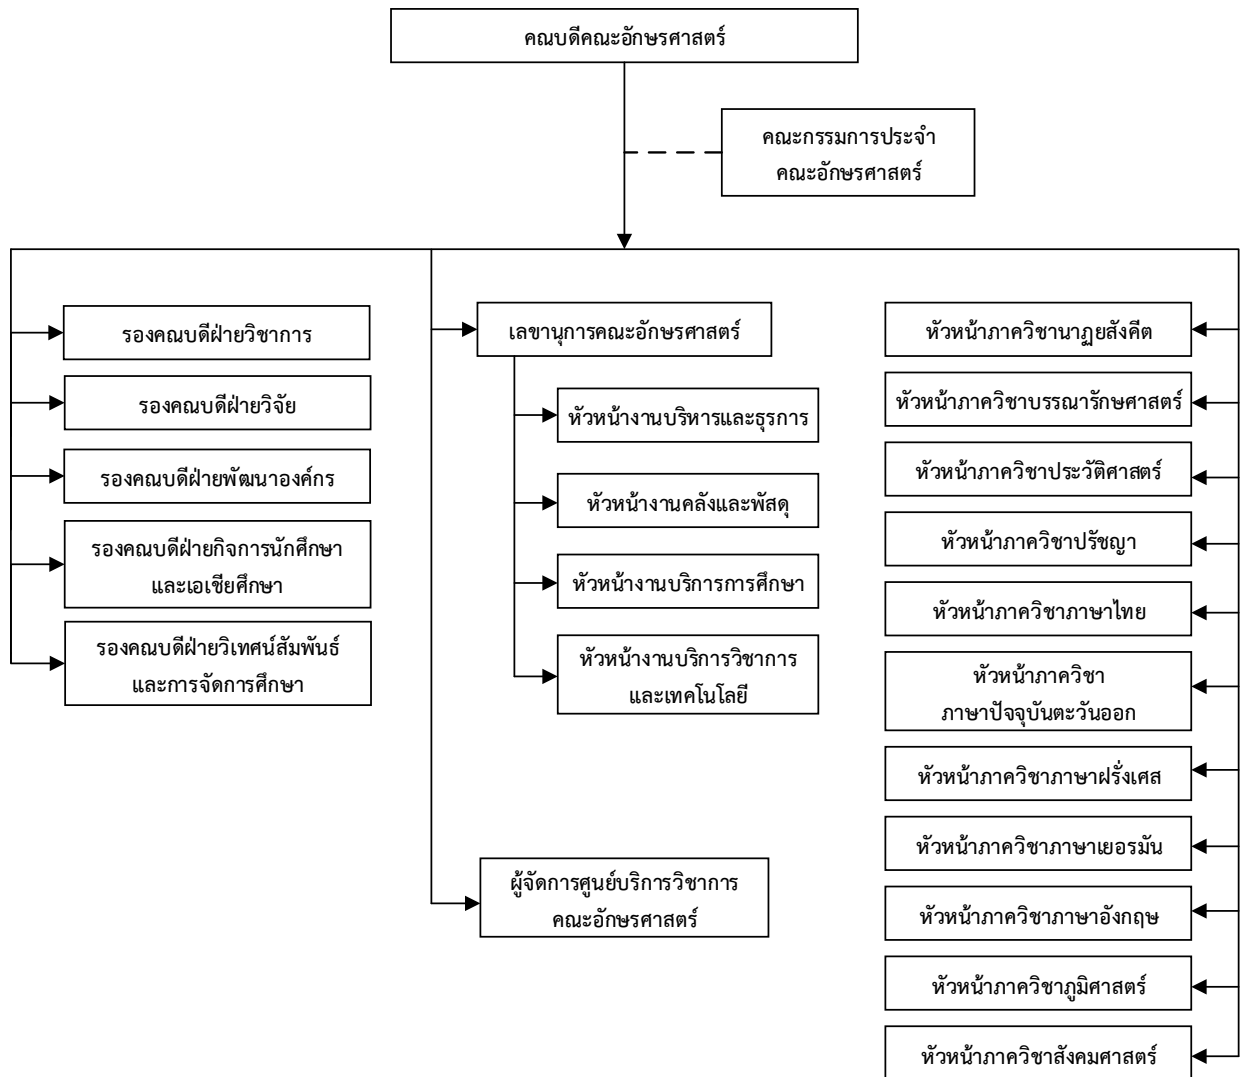 คณบดีคณะอักษรศาสตร์
คณะกรรมการประจำ
คณะอักษรศาสตร์
รองคณบดีฝ่ายวิชาการ
รองคณบดีฝ่ายวิจัย
รองคณบดีฝ่ายพัฒนาองค์กร
รองคณบดีฝ่ายกิจการนักศึกษา
และเอเชียศึกษา
รองคณบดีฝ่ายวิเทศน์สัมพันธ์
และการจัดการศึกษา
เลขานุการคณะอักษรศาสตร์
หัวหน้างานบริหารและธุรการ
หัวหน้างานคลังและพัสดุ
หัวหน้างานบริการการศึกษา
หัวหน้างานบริการวิชาการ
และเทคโนโลยี
ผู้จัดการศูนย์บริการวิชาการ
คณะอักษรศาสตร์
หัวหน้าภาควิชานาฏยสังคีต
หัวหน้าภาควิชาบรรณารักษศาสตร์
หัวหน้าภาควิชาประวัติศาสตร์
หัวหน้าภาควิชาปรัชญา
หัวหน้าภาควิชาภาษาไทย
หัวหน้าภาควิชา
ภาษาปัจจุบันตะวันออก
หัวหน้าภาควิชาภาษาฝรั่งเศส
หัวหน้าภาควิชาภาษาเยอรมัน
หัวหน้าภาควิชาภาษาอังกฤษ
หัวหน้าภาควิชาภูมิศาสตร์
หัวหน้าภาควิชาสังคมศาสตร์